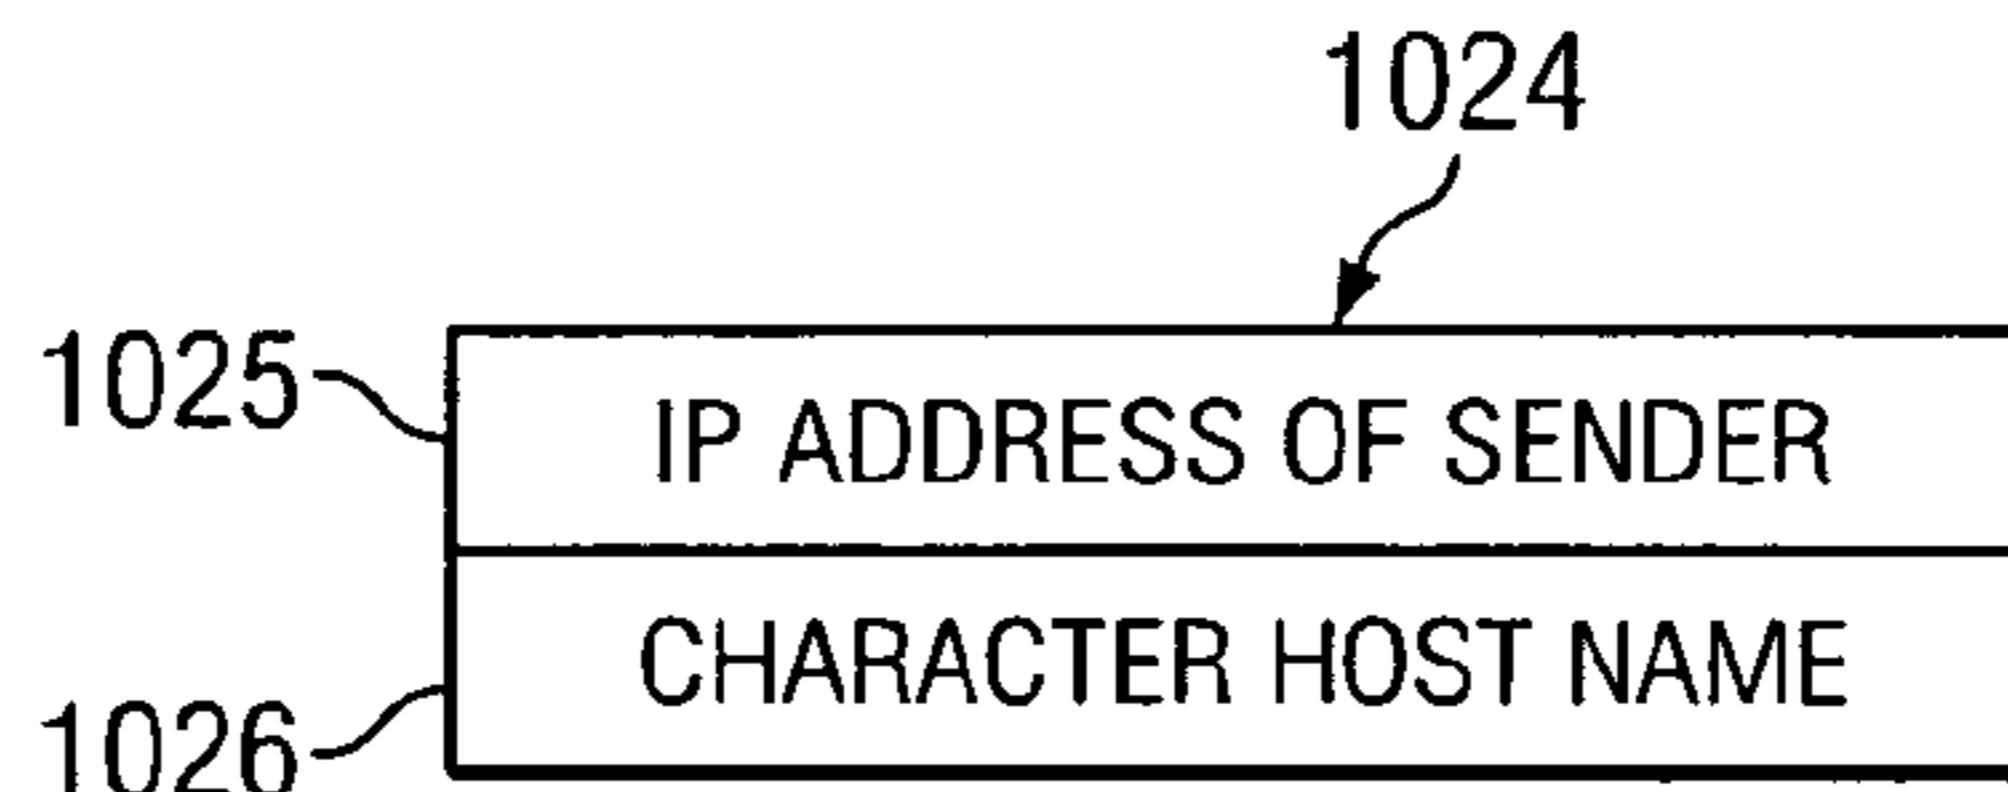 1024
1025
IP ADDRESS OF SENDER
CHARACTER HOST NAME
1026